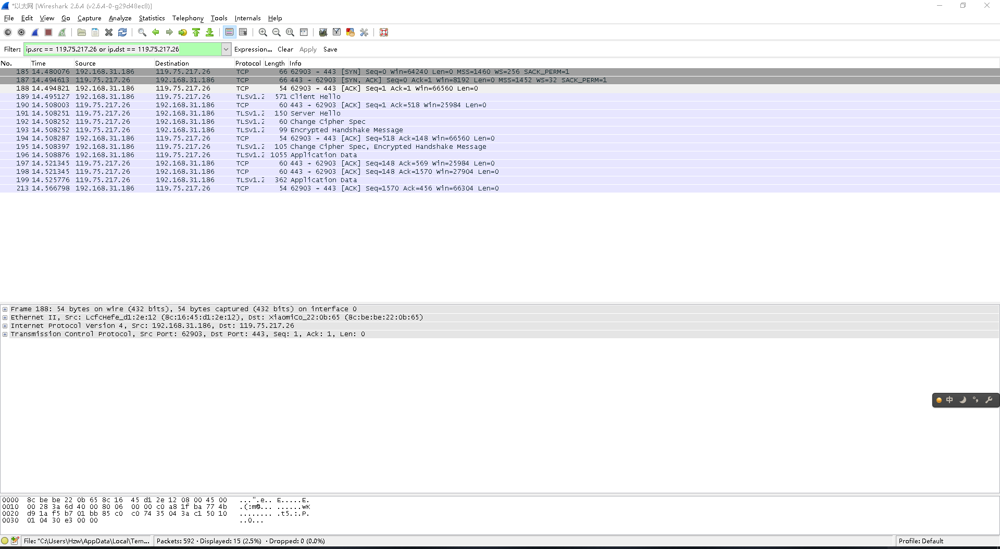 *以太网 [Wireshark 2.6.4 (v2.6.4-0-g29d48ec8)]
File Edit View Go Capture Analyze Statistics Telephony Tools Internals Help
Filter: ip.src == 119.75.217.26 or ip.dst == 119.75.217.26 Expression... Clear Apply Save
No. Time Source Destination Protocol Length Info
185 14.480076 192.168.31.186 119.75.217.26 TCP 66 62903 → 443 [SYN] Seq=0 Win=64240 Len=0 MSS=1460 WS=256 SACK_PERM=1
187 14.494613 119.75.217.26 192.168.31.186 TCP 66 443 → 62903 [SYN, ACK] Seq=0 Ack=1 Win=8192 Len=0 MSS=1452 WS=32 SACK_PERM=1
188 14.494821 192.168.31.186 119.75.217.26 TCP 54 62903 → 443 [ACK] Seq=1 Ack=1 Win=66560 Len=0
189 14.495127 192.168.31.186 119.75.217.26 TLSv1.2 571 Client Hello
190 14.508003 119.75.217.26 192.168.31.186 TCP 60 443 → 62903 [ACK] Seq=1 Ack=518 Win=25984 Len=0
191 14.508251 119.75.217.26 192.168.31.186 TLSv1.2 150 Server Hello
192 14.508252 119.75.217.26 192.168.31.186 TLSv1.2 60 Change Cipher Spec
193 14.508252 119.75.217.26 192.168.31.186 TLSv1.2 99 Encrypted Handshake Message
194 14.508287 192.168.31.186 119.75.217.26 TCP 54 62903 → 443 [ACK] Seq=518 Ack=148 Win=66560 Len=0
195 14.508397 192.168.31.186 119.75.217.26 TLSv1.2 105 Change Cipher Spec, Encrypted Handshake Message
196 14.508876 192.168.31.186 119.75.217.26 TLSv1.2 1055 Application Data
197 14.521345 119.75.217.26 192.168.31.186 TCP 60 443 → 62903 [ACK] Seq=148 Ack=569 Win=25984 Len=0
198 14.521345 119.75.217.26 192.168.31.186 TCP 60 443 → 62903 [ACK] Seq=148 Ack=1570 Win=27904 Len=0
199 14.525776 119.75.217.26 192.168.31.186 TLSv1.2 362 Application Data
213 14.566798 192.168.31.186 119.75.217.26 TCP 54 62903 → 443 [ACK] Seq=1570 Ack=456 Win=66304 Len=0
Frame 188: 54 bytes on wire (432 bits), 54 bytes captured (432 bits) on interface 0
Ethernet II, Src: LcfcHefe_d1:2e:12 (8c:16:45:d1:2e:12), Dst: XiaomiCo_22:0b:65 (8c:be:be:22:0b:65)
Internet Protocol Version 4, Src: 192.168.31.186, Dst: 119.75.217.26
Transmission Control Protocol, Src Port: 62903, Dst Port: 443, Seq: 1, Ack: 1, Len: 0
中
0000 8c be be 22 0b 65 8c 16 45 d1 2e 12 08 00 45 00 ...".e.. E.....E.
0010 00 28 3a 6d 40 00 80 06 00 00 c0 a8 1f ba 77 4b .(:m@... ......wK
0020 d9 1a f5 b7 01 bb 85 c0 c0 74 35 04 3a c1 50 10 ........ .t5.:.P.
0030 01 04 30 e3 00 00 ..0...
File: "C:\Users\Hzw\AppData\Local\Tem... Packets: 592 · Displayed: 15 (2.5%) · Dropped: 0 (0.0%) Profile: Default